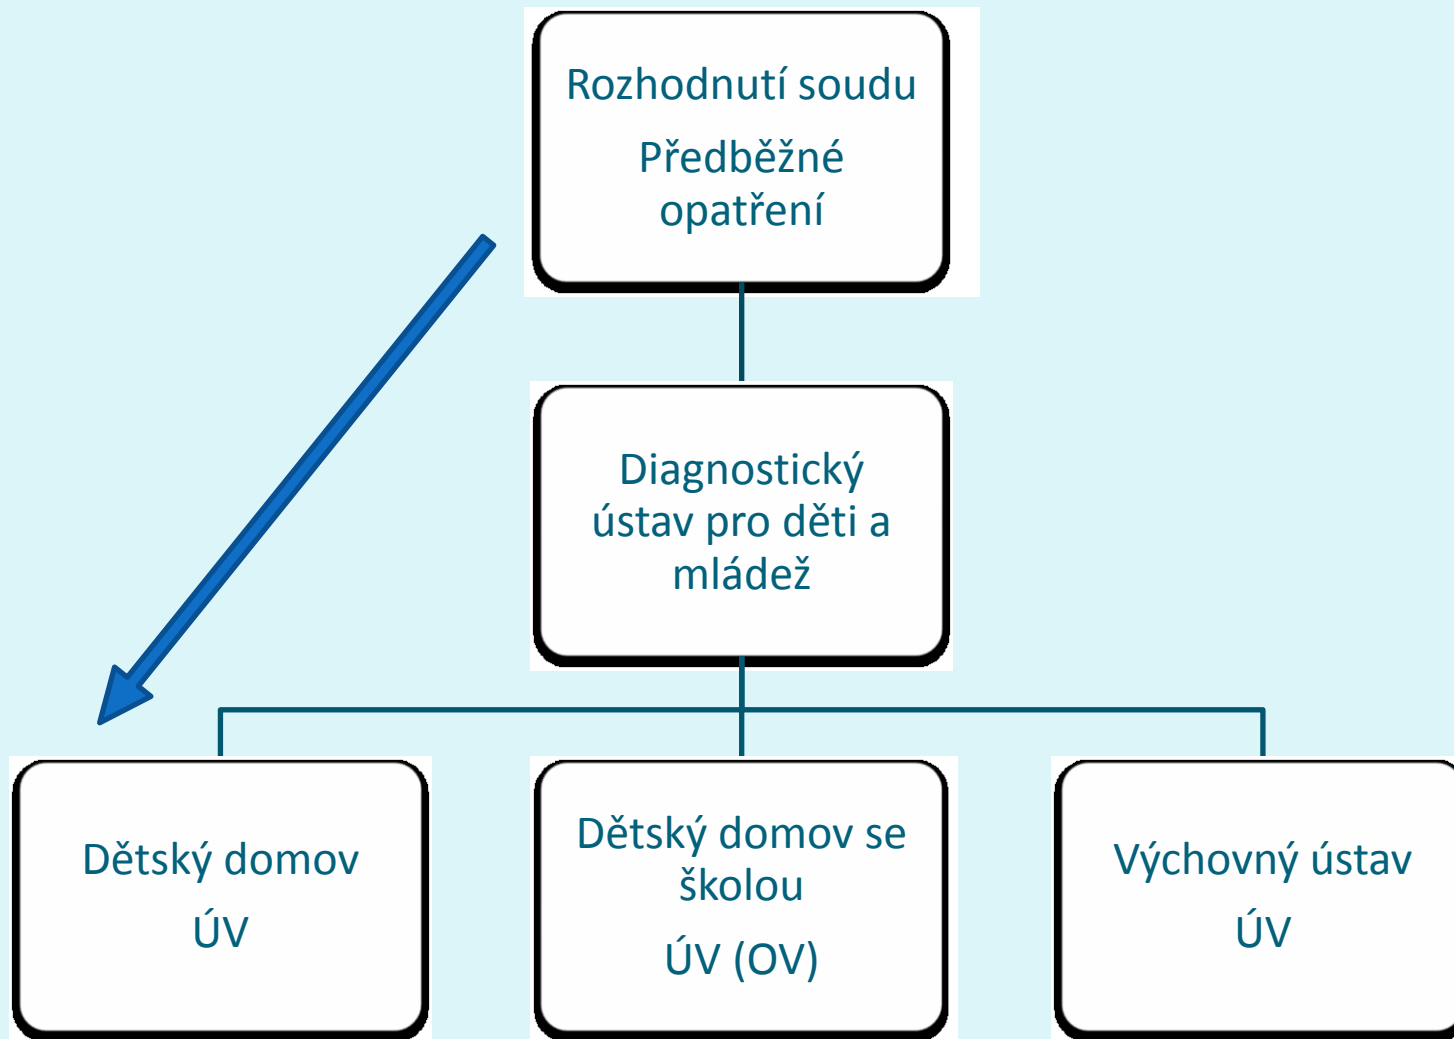 Rozhodnutí soudu
Předběžné
opatření
Diagnostický
ústav pro děti a
mládež
Dětský domov
ÚV
Dětský domov se
školou
ÚV (OV)
Výchovný ústav
ÚV